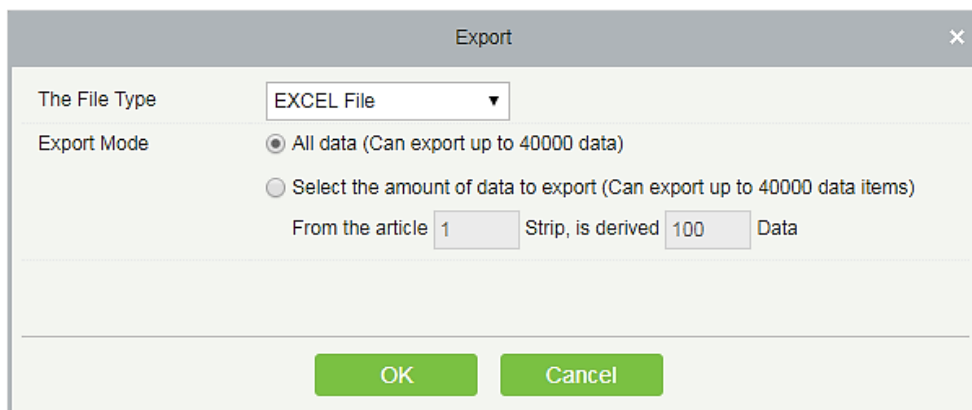 Export
The File Type EXCEL File
Export Mode All data (Can export up to 40000 data)
Select the amount of data to export (Can export up to 40000 data items)
From the article 1 Strip, is derived 100 Data
OK Cancel